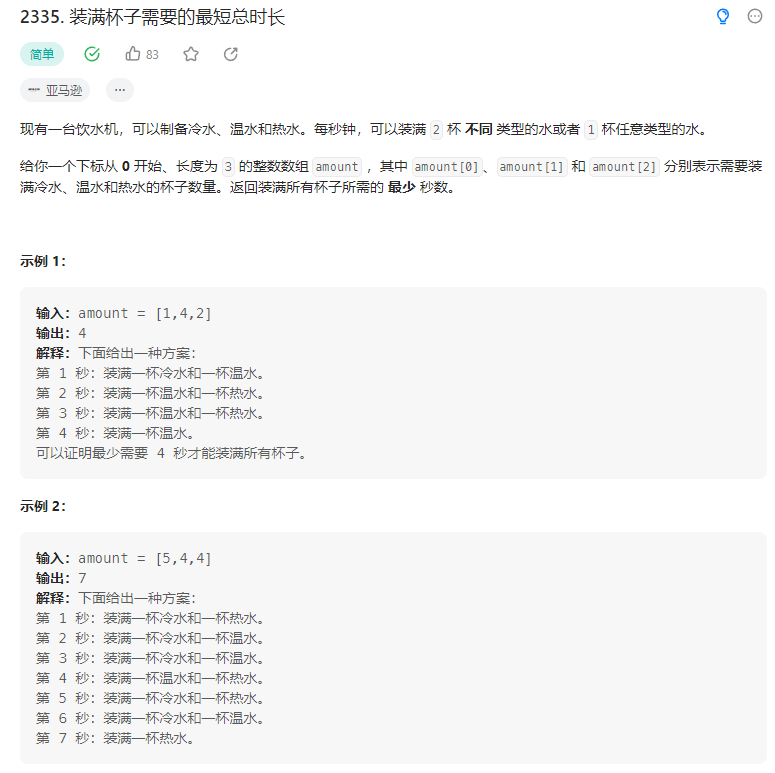 2335. 装满杯子需要的最短总时长
简单 83
亚马逊 ...
现有一台饮水机，可以制备冷水、温水和热水。每秒钟，可以装满 2 杯 不同 类型的水或者 1 杯任意类型的水。
给你一个下标从 0 开始、长度为 3 的整数数组 amount ，其中 amount[0]、 amount[1] 和 amount[2] 分别表示需要装
满冷水、温水和热水的杯子数量。返回装满所有杯子所需的 最少 秒数。
示例 1：
输入：amount = [1,4,2]
输出：4
解释：下面给出一种方案：
第 1 秒：装满一杯冷水和一杯温水。
第 2 秒：装满一杯温水和一杯热水。
第 3 秒：装满一杯温水和一杯热水。
第 4 秒：装满一杯温水。
可以证明最少需要 4 秒才能装满所有杯子。
示例 2：
输入：amount = [5,4,4]
输出：7
解释：下面给出一种方案：
第 1 秒：装满一杯冷水和一杯热水。
第 2 秒：装满一杯冷水和一杯温水。
第 3 秒：装满一杯冷水和一杯温水。
第 4 秒：装满一杯温水和一杯热水。
第 5 秒：装满一杯冷水和一杯热水。
第 6 秒：装满一杯冷水和一杯温水。
第 7 秒：装满一杯热水。